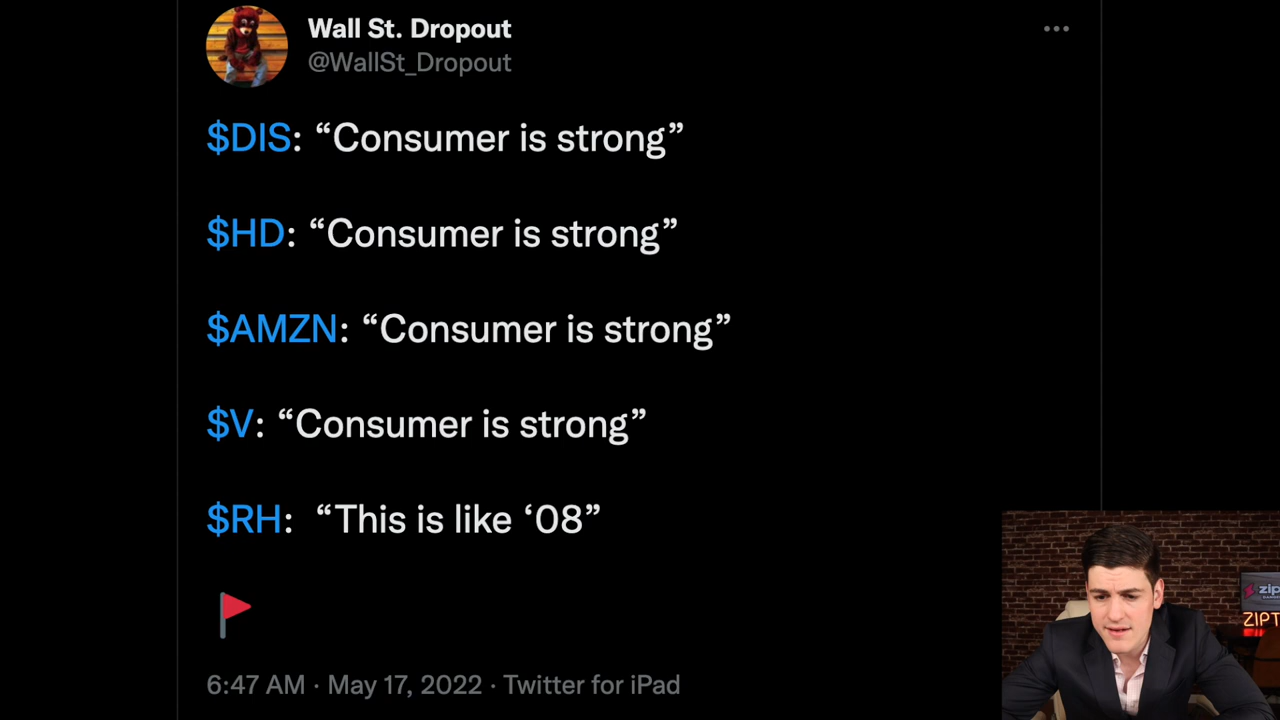 Wall St. Dropout
@WallSt_Dropout
$DIS: “Consumer is strong”
$HD: “Consumer is strong”
$AMZN: “Consumer is strong”
$V: “Consumer is strong”
$RH: “This is like ‘08”
6:47 AM · May 17, 2022 · Twitter for iPad
zip
ZIPT